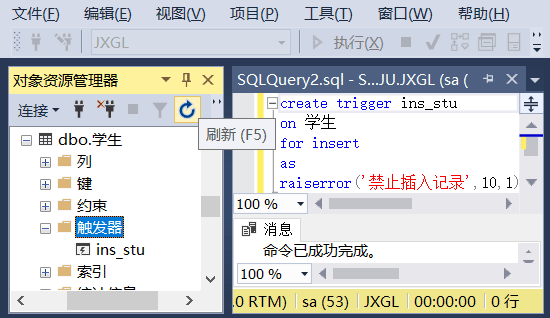 文件(F) 编辑(E) 视图(V) 项目(P) 工具(T) 窗口(W) 帮助(H)
JXGL 执行(X)
对象资源管理器
连接
刷新 (F5)
dbo.学生
列
键
约束
触发器
ins_stu
索引
SQLQuery2.sql - S...JU.JXGL (sa (
create trigger ins_stu
on 学生
for insert
as
raiserror('禁止插入记录',10,1)
100 %
消息
命令已成功完成。
100 %
.0 RTM) sa (53) JXGL 00:00:00 0 行